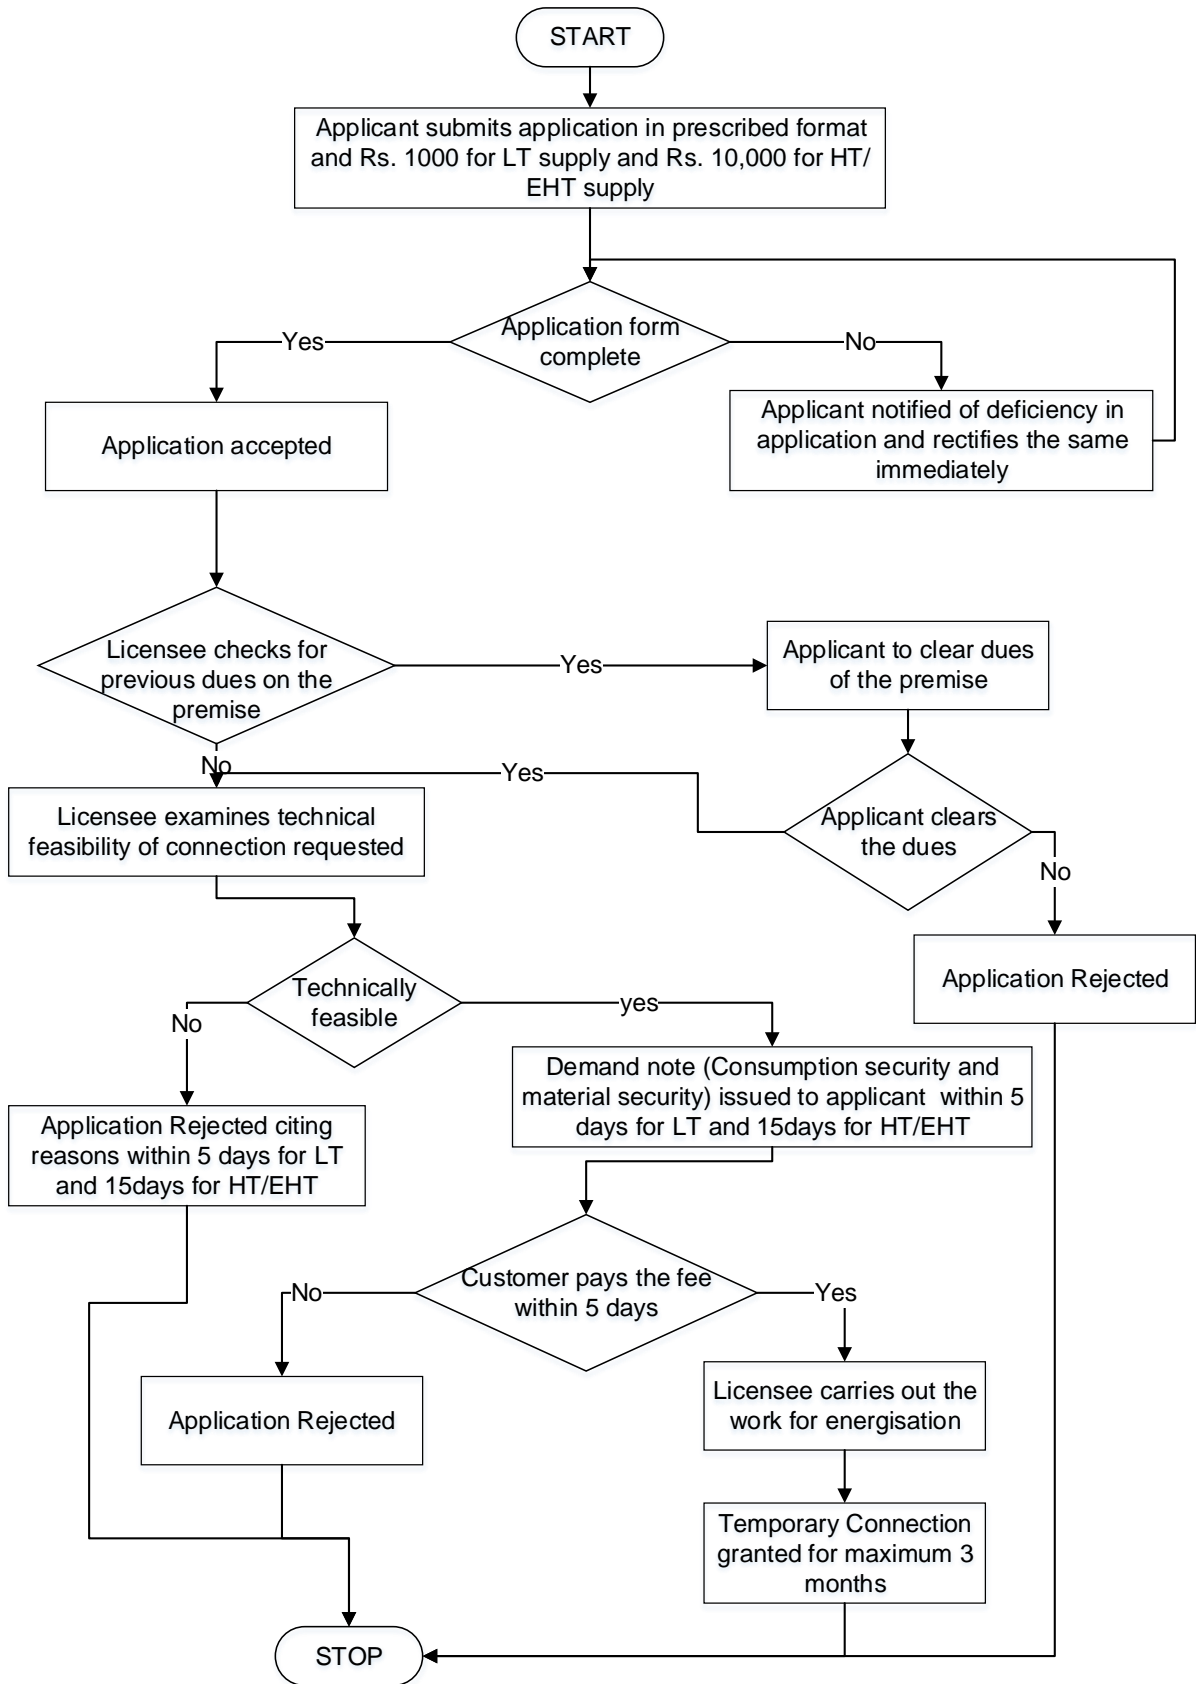 START
Applicant submits application in prescribed format
and Rs. 1000 for LT supply and Rs. 10,000 for HT/
EHT supply
Application form
complete
Yes
No
Application accepted
Applicant notified of deficiency in
application and rectifies the same
immediately
Licensee checks for
previous dues on the
premise
Yes
Applicant to clear dues
of the premise
No
Yes
Licensee examines technical
feasibility of connection requested
Applicant clears
the dues
No
Application Rejected
Technically
feasible
No
yes
Demand note (Consumption security and
material security) issued to applicant  within 5
days for LT and 15days for HT/EHT
Application Rejected citing
reasons within 5 days for LT
and 15days for HT/EHT
Customer pays the fee
within 5 days
No
Yes
Application Rejected
Licensee carries out the
work for energisation
Temporary Connection
granted for maximum 3
months
STOP